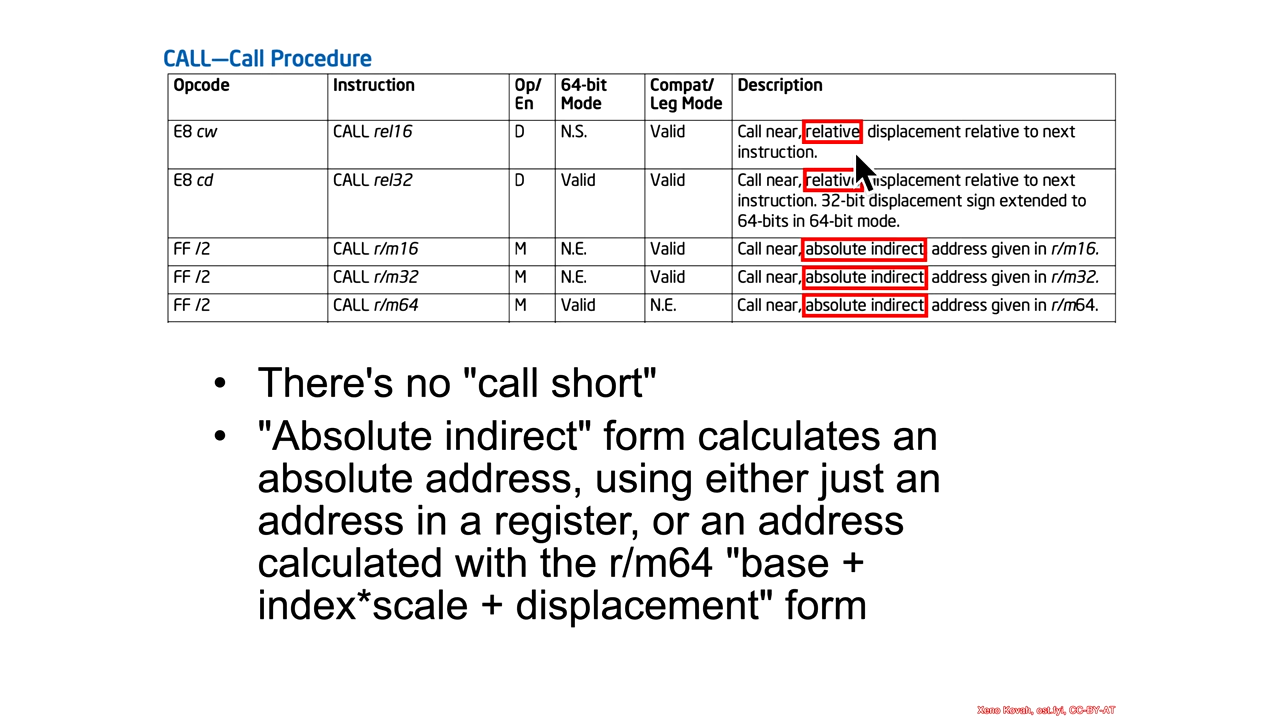 CALL—Call Procedure
Opcode Instruction Op/ En 64-bit Mode Compat/ Leg Mode Description
E8 cw CALL rel16 D N.S. Valid Call near, relative, displacement relative to next
instruction.
E8 cd CALL rel32 D Valid Valid Call near, relative, displacement relative to next
instruction. 32-bit displacement sign extended to
64-bits in 64-bit mode.
FF /2 CALL r/m16 M N.E. Valid Call near, absolute indirect, address given in r/m16.
FF /2 CALL r/m32 M N.E. Valid Call near, absolute indirect, address given in r/m32.
FF /2 CALL r/m64 M Valid N.E. Call near, absolute indirect, address given in r/m64.
• There's no "call short"
• "Absolute indirect" form calculates an
absolute address, using either just an
address in a register, or an address
calculated with the r/m64 "base +
index*scale + displacement" form
Xeno Kovah, ost.fyi, CC-BY-AT